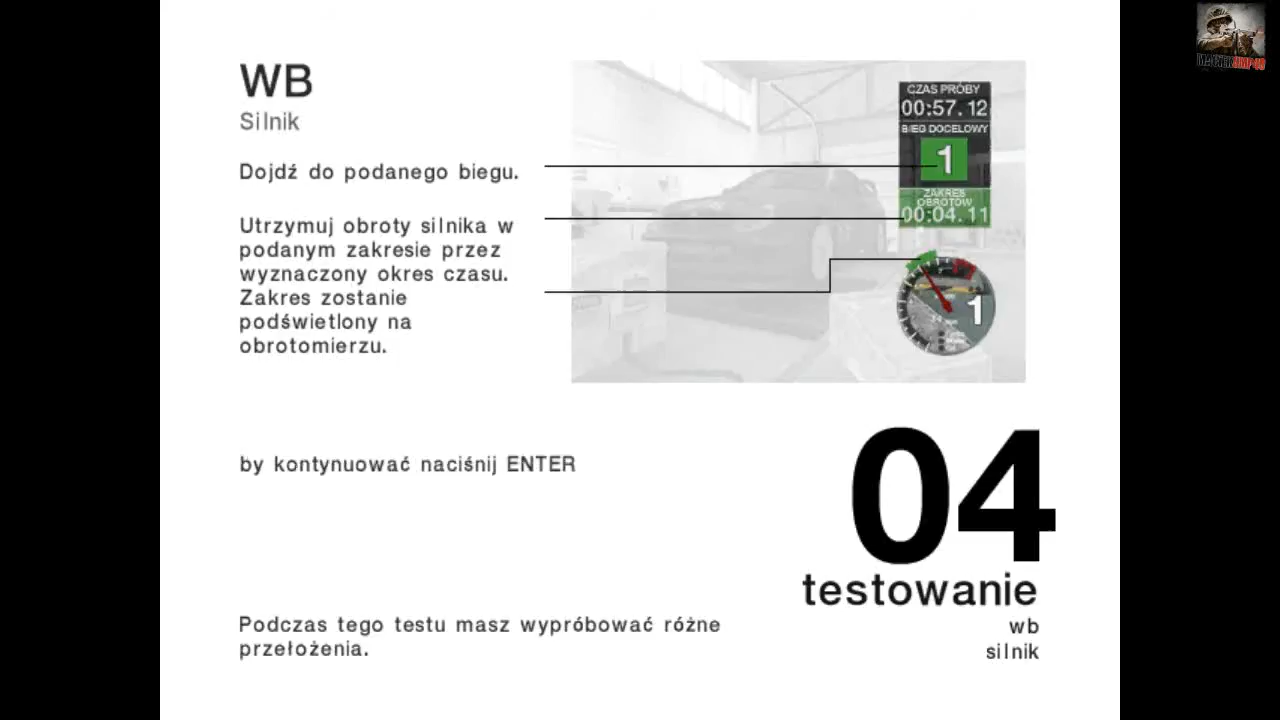 WB
Silnik
Dojdź do podanego biegu.
Utrzymuj obroty silnika w
podanym zakresie przez
wyznaczony okres czasu.
Zakres zostanie
podświetlony na
obrotomierzu.
CZAS PRÓBY
00:57.12
BIEG DOCELOWY
1
ZAKRES
OBROTÓW
00:04.11
1
by kontynuować naciśnij ENTER
04
testowanie
wb
silnik
Podczas tego testu masz wypróbować różne
przełożenia.